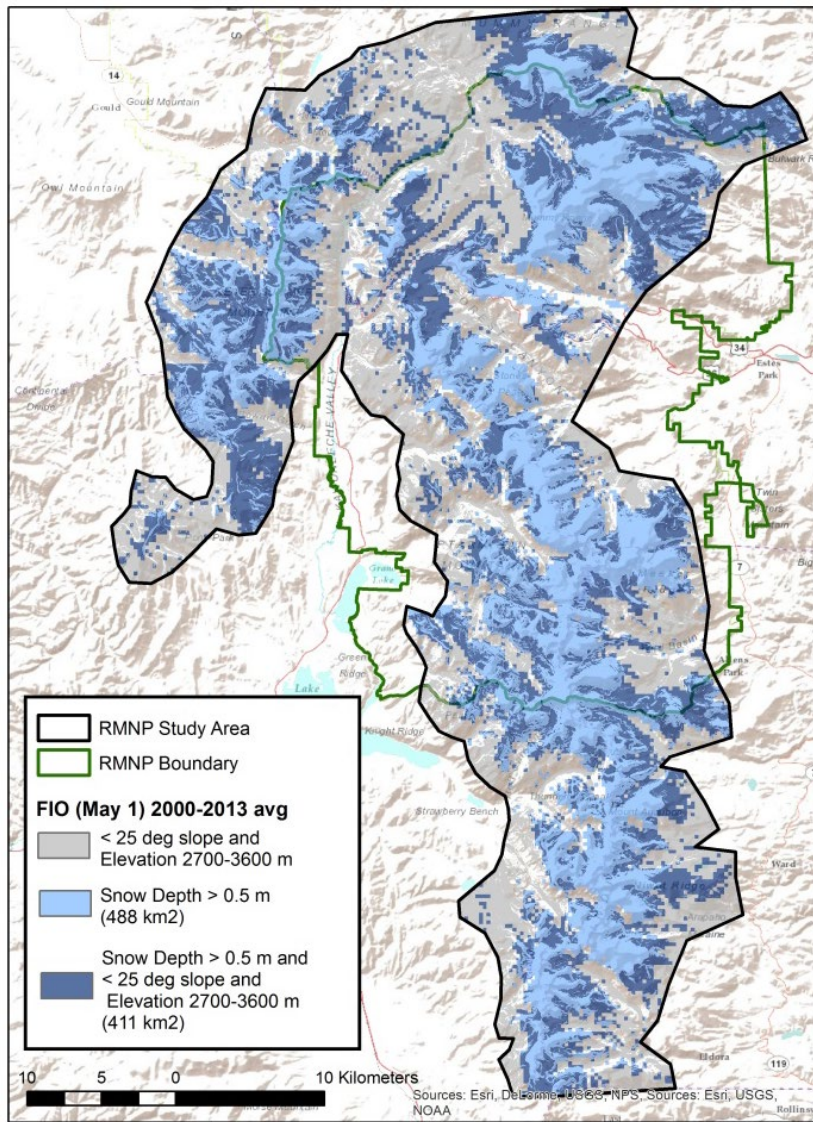 14
Gould
Gould Mountain
Owl Mountain
Continental
Divide
34
Estes
Park
Twin
7
Lake
Green
Ridge
Knight Ridge
Strawberry Bench
Ward
Eldora
119
RMNP Study Area
RMNP Boundary
FIO (May 1) 2000-2013 avg
< 25 deg slope and
Elevation 2700-3600 m
Snow Depth > 0.5 m
(488 km2)
Snow Depth > 0.5 m and
< 25 deg slope and
Elevation 2700-3600 m
(411 km2)
10 5 0 10 Kilometers
Sources: Esri, DeLorme, USGS, NPS, Sources: Esri, USGS,
NOAA